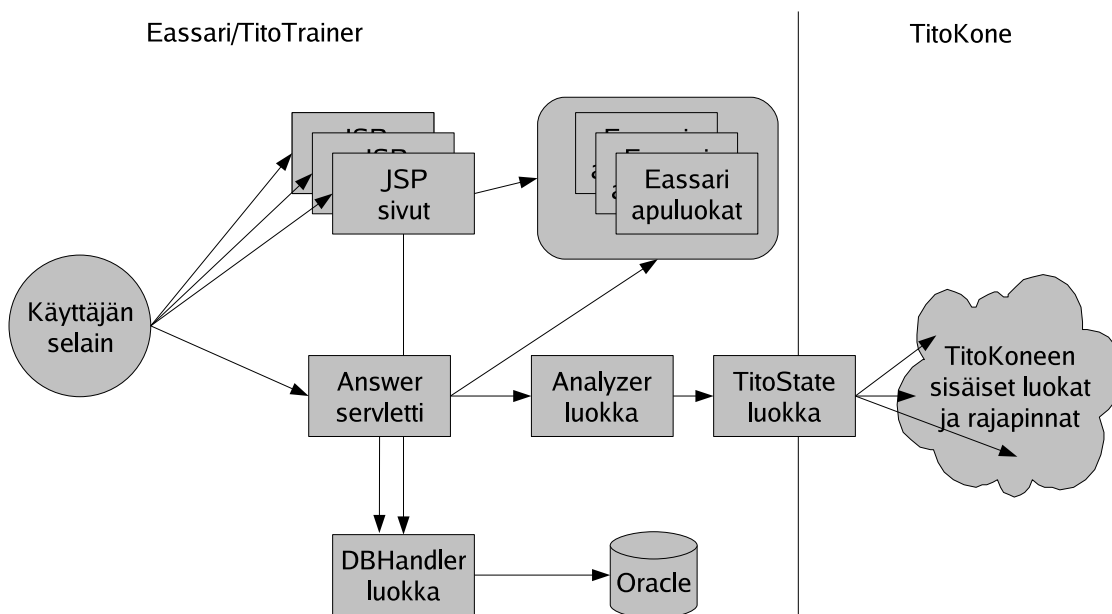 Eassari/TitoTrainer
TitoKone
JSP
sivut
Eassari
apuluokat
Käyttäjän
selain
Answer
servletti
Analyzer
luokka
TitoState
luokka
TitoKoneen
sisäiset luokat
ja rajapinnat
DBHandler
luokka
Oracle